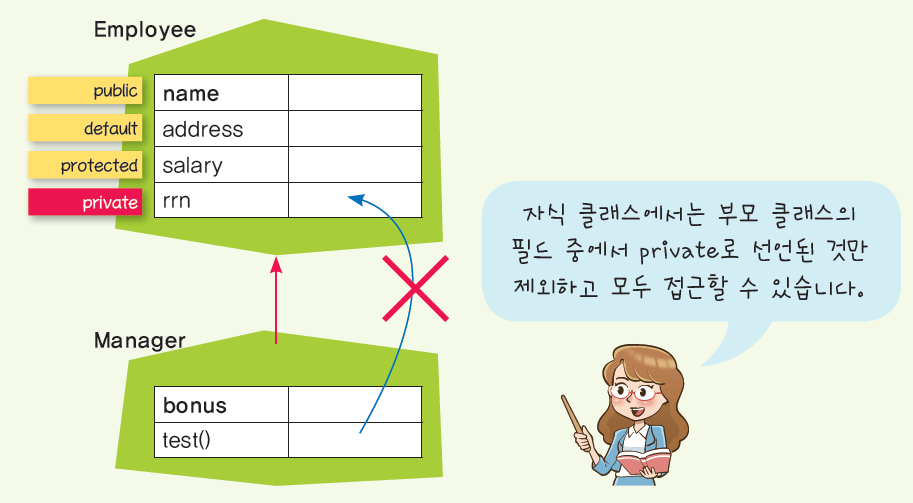 Employee
public name
default address
protected salary
private rrn
자식 클래스에서는 부모 클래스의
필드 중에서 private로 선언된 것만
제외하고 모두 접근할 수 있습니다.
Manager
bonus
test()